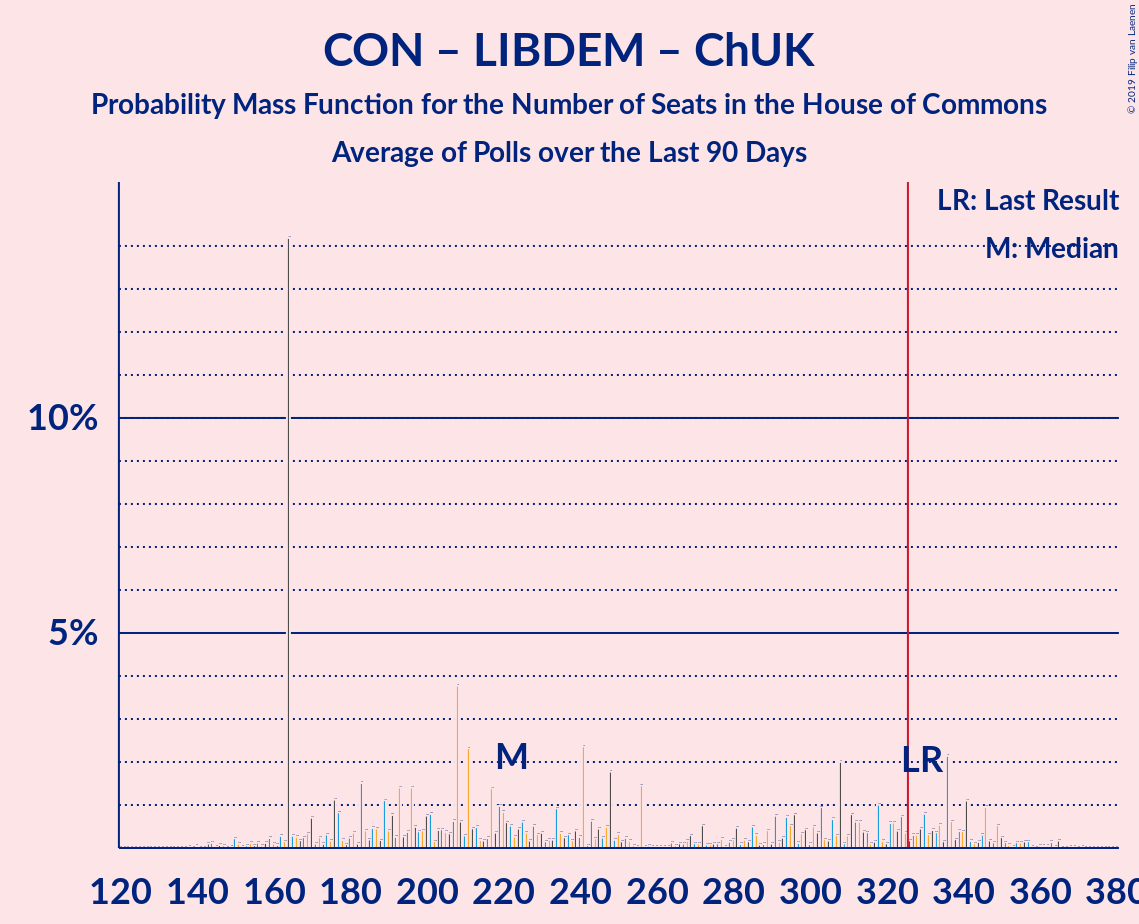 CON – LIBDEM – ChUK
Probability Mass Function for the Number of Seats in the House of Commons
Average of Polls over the Last 90 Days
© 2019 Filip van Laenen
LR: Last Result
M: Median
10%
5%
M
LR
120 140 160 180 200 220 240 260 280 300 320 340 360 380